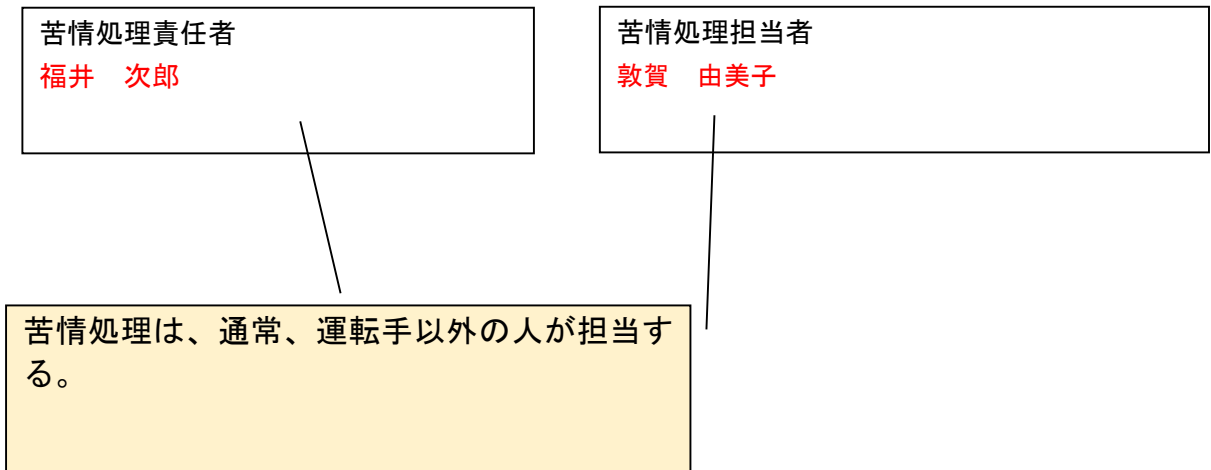 苦情処理責任者
福井　次郎
苦情処理担当者
敦賀　由美子
苦情処理は、通常、運転手以外の人が担当す
る。